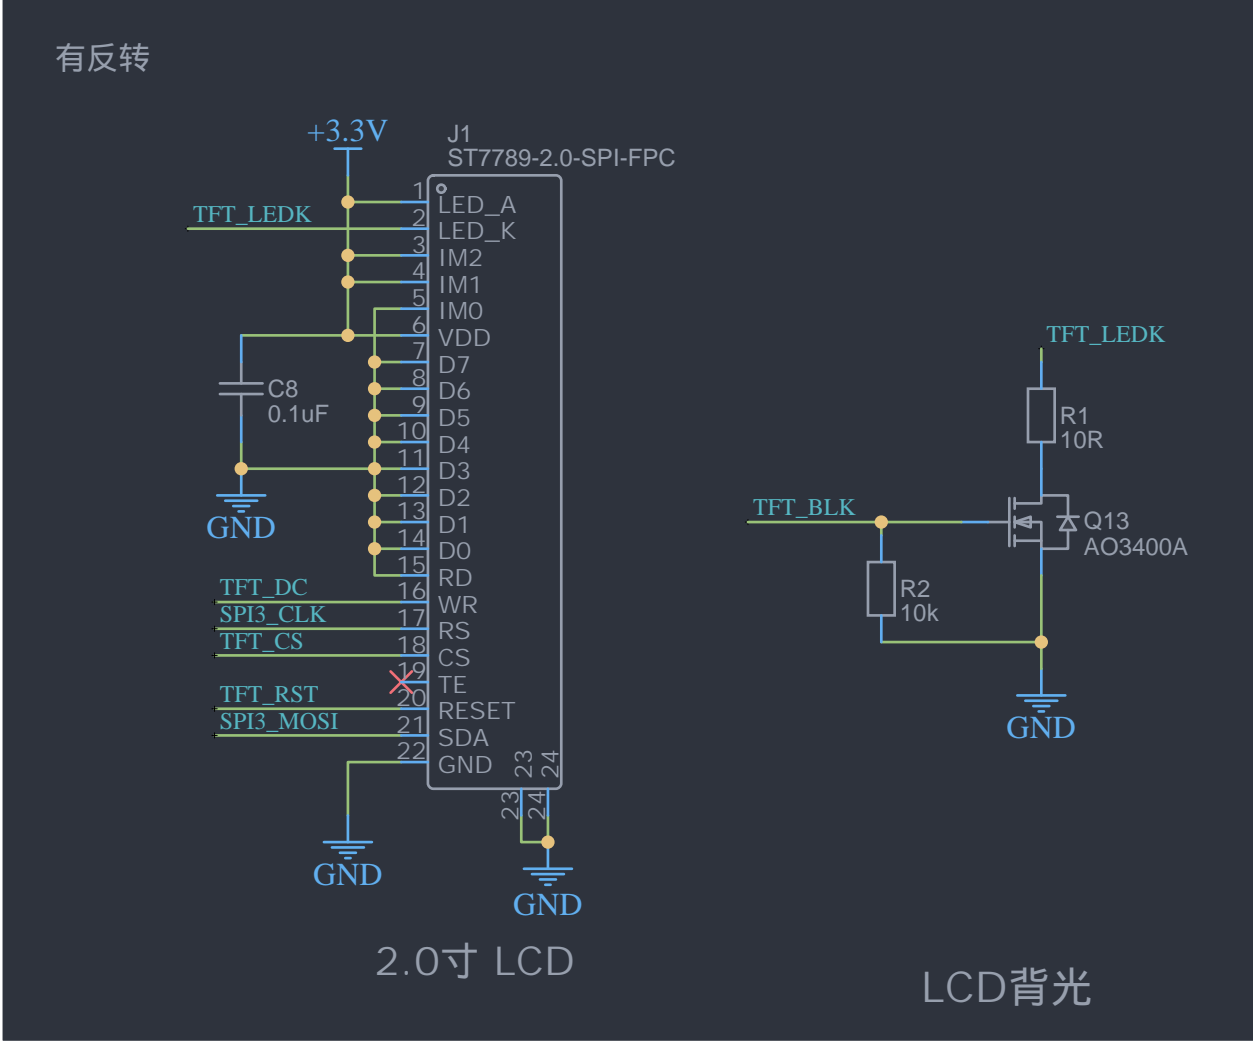 有反转
+3.3V
J1
ST7789-2.0-SPI-FPC
1
LED_A
TFT_LEDK
2
LED_K
3
IM2
4
IM1
5
IM0
6
VDD
7
D7
8
D6
9
D5
10
D4
11
D3
12
D2
13
D1
14
D0
15
RD
TFT_DC
16
WR
SPI3_CLK
17
RS
TFT_CS
18
CS
19
TE
TFT_RST
20
RESET
SPI3_MOSI
21
SDA
22
GND
23
24
23
24
C8
0.1uF
GND
GND
GND
2.0寸 LCD
TFT_LEDK
R1
10R
TFT_BLK
Q13
AO3400A
R2
10k
GND
LCD背光